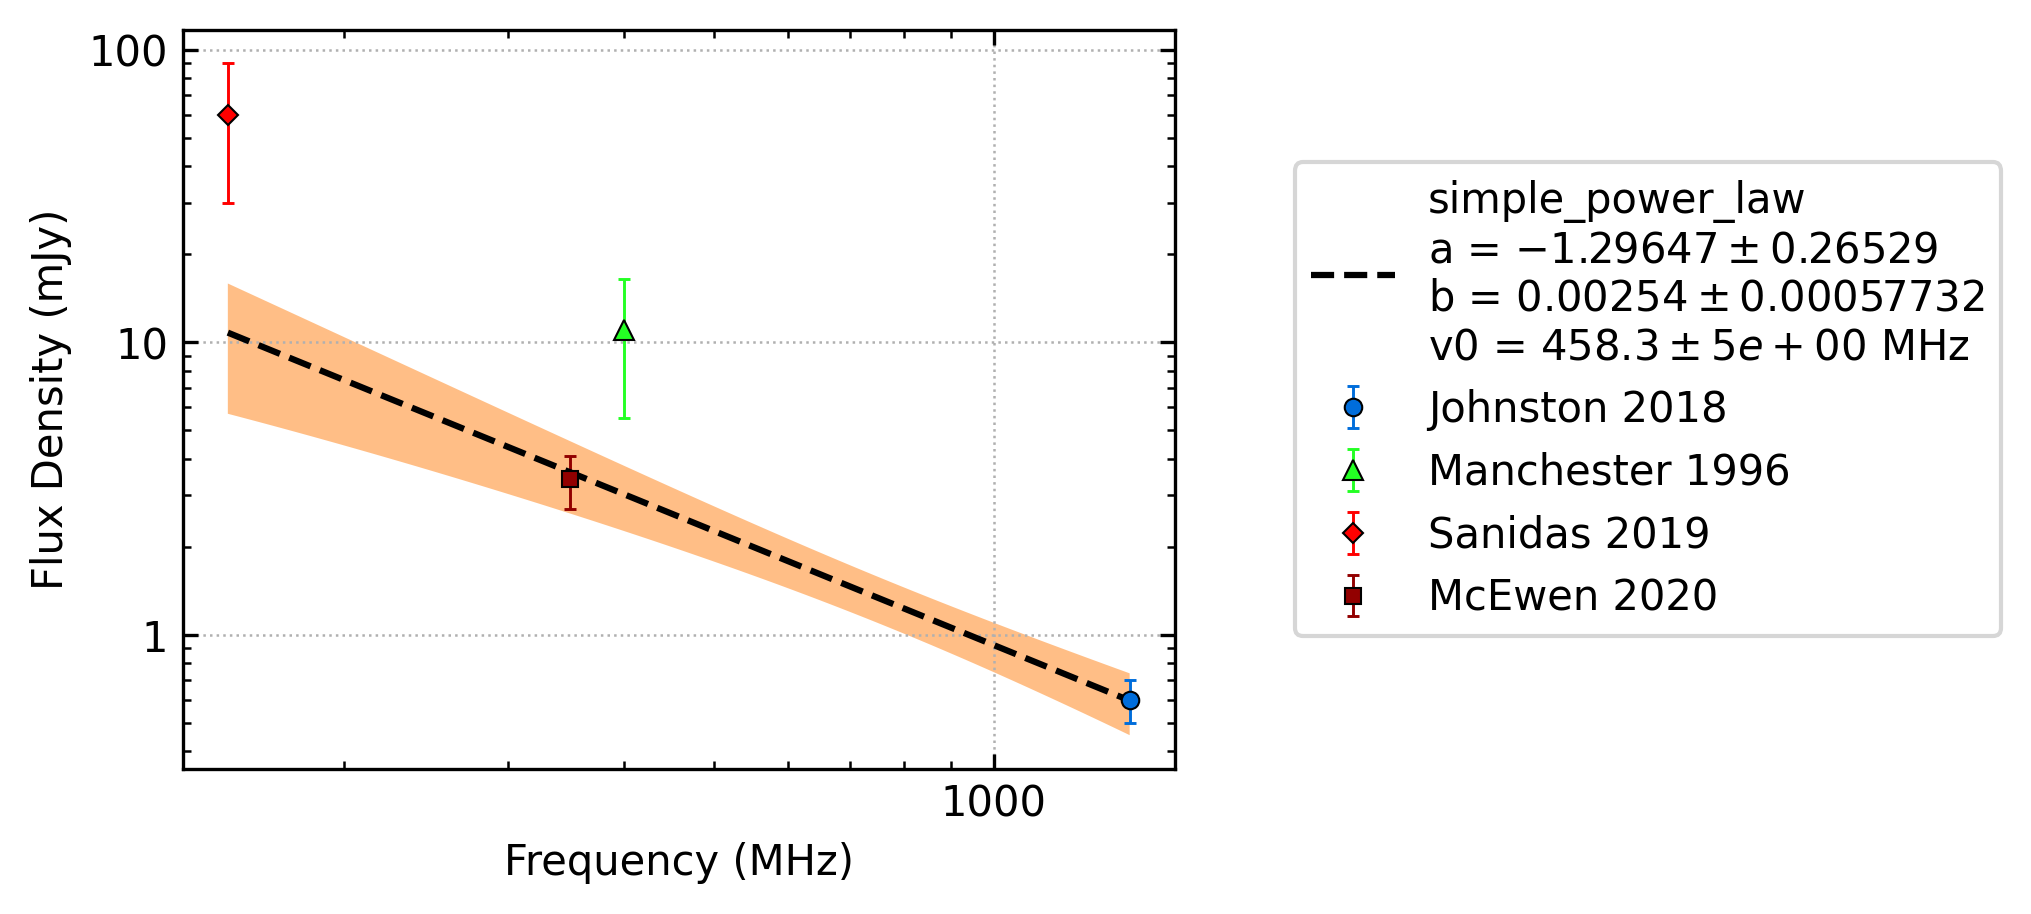 100
10
1
Flux Density (mJy)
1000
Frequency (MHz)
simple_power_law
a = −1.29647 ± 0.26529
b = 0.00254 ± 0.00057732
v0 = 458.3 ± 5e + 00 MHz
Johnston 2018
Manchester 1996
Sanidas 2019
McEwen 2020